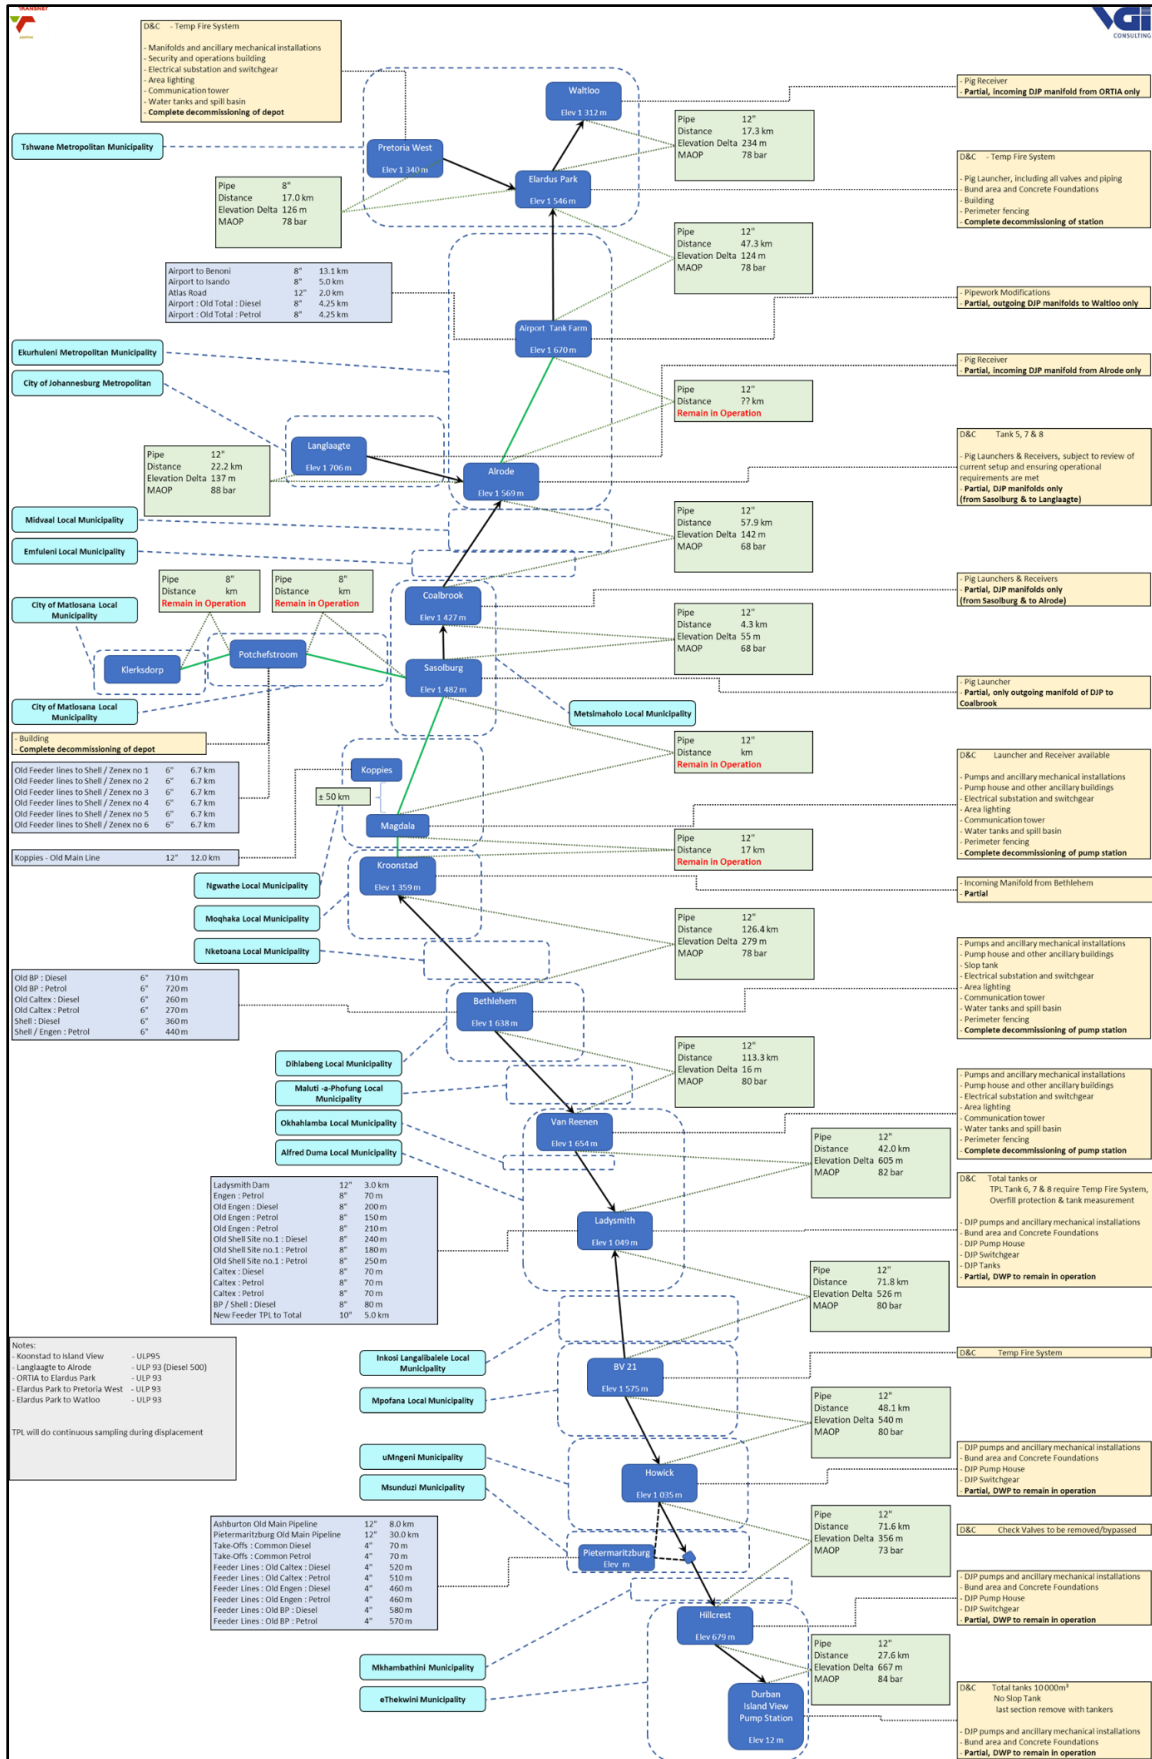 TRANSNET
VGI
CONSULTING
D&C - Temp Fire System
- Manifolds and ancillary mechanical installations
- Security and operations building
- Electrical substation and switchgear
- Area lighting
- Communication tower
- Water tanks and spill basin
- Complete decommissioning of depot
Waltloo
Elev 1 312 m
- Pig Receiver
- Partial, incoming DJP manifold from ORTIA only
Pipe 12"
Distance 17.3 km
Elevation Delta 234 m
MAOP 78 bar
Tshwane Metropolitan Municipality
Pretoria West
Elev 1 340 m
Elardus Park
Elev 1 546 m
D&C - Temp Fire System
- Pig Launcher, including all valves and piping
- Bund area and Concrete Foundations
- Building
- Perimeter fencing
- Complete decommissioning of station
Pipe 8"
Distance 17.0 km
Elevation Delta 126 m
MAOP 78 bar
Pipe 12"
Distance 47.3 km
Elevation Delta 124 m
MAOP 78 bar
Airport to Benoni 8" 13.1 km
Airport to Isando 8" 5.0 km
Atlas Road 12" 2.0 km
Airport : Old Total : Diesel 8" 4.25 km
Airport : Old Total : Petrol 8" 4.25 km
- Pipework Modifications
- Partial, outgoing DJP manifolds to Waltloo only
Airport Tank Farm
Elev 1 670 m
Ekurhuleni Metropolitan Municipality
City of Johannesburg Metropolitan
- Pig Receiver
- Partial, incoming DJP manifold from Alrode only
Pipe 12"
Distance ?? km
Remain in Operation
Langlaagte
Elev 1 706 m
Pipe 12"
Distance 22.2 km
Elevation Delta 137 m
MAOP 88 bar
Alrode
Elev 1 569 m
D&C Tank 5, 7 & 8
- Pig Launchers & Receivers, subject to review of
current setup and ensuring operational
requirements are met
- Partial, DJP manifolds only
(from Sasolburg & to Langlaagte)
Midvaal Local Municipality
Emfuleni Local Municipality
Pipe 12"
Distance 57.9 km
Elevation Delta 142 m
MAOP 68 bar
Pipe 8"
Distance km
Remain in Operation
Pipe 8"
Distance km
Remain in Operation
Coalbrook
Elev 1 427 m
- Pig Launchers & Receivers
- Partial, DJP manifolds only
(from Sasolburg & to Alrode)
City of Matlosana Local
Municipality
Pipe 12"
Distance 4.3 km
Elevation Delta 55 m
MAOP 68 bar
Klerksdorp
Potchefstroom
Sasolburg
Elev 1 482 m
- Pig Launcher
- Partial, only outgoing manifold of DJP to
Coalbrook
City of Matlosana Local
Municipality
Metsimaholo Local Municipality
- Building
- Complete decommissioning of depot
Pipe 12"
Distance km
Remain in Operation
Old Feeder lines to Shell / Zenex no 1 6" 6.7 km
Old Feeder lines to Shell / Zenex no 2 6" 6.7 km
Old Feeder lines to Shell / Zenex no 3 6" 6.7 km
Old Feeder lines to Shell / Zenex no 4 6" 6.7 km
Old Feeder lines to Shell / Zenex no 5 6" 6.7 km
Old Feeder lines to Shell / Zenex no 6 6" 6.7 km
Koppies
± 50 km
Magdala
D&C Launcher and Receiver available
- Pumps and ancillary mechanical installations
- Pump house and other ancillary buildings
- Electrical substation and switchgear
- Area lighting
- Communication tower
- Water tanks and spill basin
- Perimeter fencing
- Complete decommissioning of pump station
Pipe 12"
Distance 17 km
Remain in Operation
Koppies - Old Main Line 12" 12.0 km
Kroonstad
Elev 1 359 m
Ngwathe Local Municipality
- Incoming Manifold from Bethlehem
- Partial
Moqhaka Local Municipality
Nketoana Local Municipality
Pipe 12"
Distance 126.4 km
Elevation Delta 279 m
MAOP 78 bar
- Pumps and ancillary mechanical installations
- Pump house and other ancillary buildings
- Slop tank
- Electrical substation and switchgear
- Area lighting
- Communication tower
- Water tanks and spill basin
- Perimeter fencing
- Complete decommissioning of pump station
Old BP : Diesel 6" 710 m
Old BP : Petrol 6" 720 m
Old Caltex : Diesel 6" 260 m
Old Caltex : Petrol 6" 270 m
Shell : Diesel 6" 360 m
Shell / Engen : Petrol 6" 440 m
Bethlehem
Elev 1 638 m
Dihlabeng Local Municipality
Maluti -a-Phofung Local
Municipality
Pipe 12"
Distance 113.3 km
Elevation Delta 16 m
MAOP 80 bar
Okhahlamba Local Municipality
Alfred Duma Local Municipality
Van Reenen
Elev 1 654 m
- Pumps and ancillary mechanical installations
- Pump house and other ancillary buildings
- Electrical substation and switchgear
- Area lighting
- Communication tower
- Water tanks and spill basin
- Perimeter fencing
- Complete decommissioning of pump station
Pipe 12"
Distance 42.0 km
Elevation Delta 605 m
MAOP 82 bar
Ladysmith Dam 12" 3.0 km
Engen : Petrol 8" 70 m
Old Engen : Diesel 8" 200 m
Old Engen : Petrol 8" 150 m
Old Engen : Petrol 8" 210 m
Old Shell Site no.1 : Diesel 8" 240 m
Old Shell Site no.1 : Petrol 8" 180 m
Old Shell Site no.1 : Petrol 8" 250 m
Caltex : Diesel 8" 70 m
Caltex : Petrol 8" 70 m
Caltex : Petrol 8" 70 m
BP / Shell : Diesel 8" 80 m
New Feeder TPL to Total 10" 5.0 km
Ladysmith
Elev 1 049 m
D&C Total tanks or
TPL Tank 6, 7 & 8 require Temp Fire System,
Overfill protection & tank measurement
- DJP pumps and ancillary mechanical installations
- Bund area and Concrete Foundations
- DJP Pump House
- DJP Switchgear
- DJP Tanks
- Partial, DWP to remain in operation
Pipe 12"
Distance 71.8 km
Elevation Delta 526 m
MAOP 80 bar
Notes:
- Koonstad to Island View - ULP95
- Langlaagte to Alrode - ULP 93 (Diesel 500)
- ORTIA to Elardus Park - ULP 93
- Elardus Park to Pretoria West - ULP 93
- Elardus Park to Watloo - ULP 93
TPL will do continuous sampling during displacement
Inkosi Langalibalele Local
Municipality
BV 21
Elev 1 575 m
D&C Temp Fire System
Mpofana Local Municipality
Pipe 12"
Distance 48.1 km
Elevation Delta 540 m
MAOP 80 bar
uMngeni Municipality
Msunduzi Municipality
Howick
Elev 1 035 m
- DJP pumps and ancillary mechanical installations
- Bund area and Concrete Foundations
- DJP Pump House
- DJP Switchgear
- Partial, DWP to remain in operation
Ashburton Old Main Pipeline 12" 8.0 km
Pietermaritzburg Old Main Pipeline 12" 30.0 km
Take-Offs : Common Diesel 4" 70 m
Take-Offs : Common Petrol 4" 70 m
Feeder Lines : Old Caltex : Diesel 4" 520 m
Feeder Lines : Old Caltex : Petrol 4" 510 m
Feeder Lines : Old Engen : Diesel 4" 460 m
Feeder Lines : Old Engen : Petrol 4" 460 m
Feeder Lines : Old BP : Diesel 4" 580 m
Feeder Lines : Old BP : Petrol 4" 570 m
Pietermaritzburg
Elev m
Pipe 12"
Distance 71.6 km
Elevation Delta 356 m
MAOP 73 bar
D&C Check Valves to be removed/bypassed
- DJP pumps and ancillary mechanical installations
- Bund area and Concrete Foundations
- DJP Pump House
- DJP Switchgear
- Partial, DWP to remain in operation
Hillcrest
Elev 679 m
Mkhambathini Municipality
eThekwini Municipality
Pipe 12"
Distance 27.6 km
Elevation Delta 667 m
MAOP 84 bar
Durban
Island View
Pump Station
Elev 12 m
D&C Total tanks 10 000m³
No Slop Tank
last section remove with tankers
- DJP pumps and ancillary mechanical installations
- Bund area and Concrete Foundations
- Partial, DWP to remain in operation